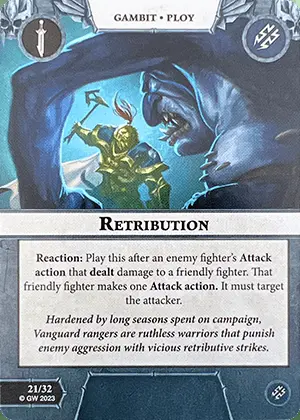 GAMBIT • PLOY
RETRIBUTION
Reaction: Play this after an enemy fighter's Attack
action that dealt damage to a friendly fighter. That
friendly fighter makes one Attack action. It must target
the attacker.
Hardened by long seasons spent on campaign,
Vanguard rangers are ruthless warriors that punish
enemy aggression with vicious retributive strikes.
21/32
© GW 2023